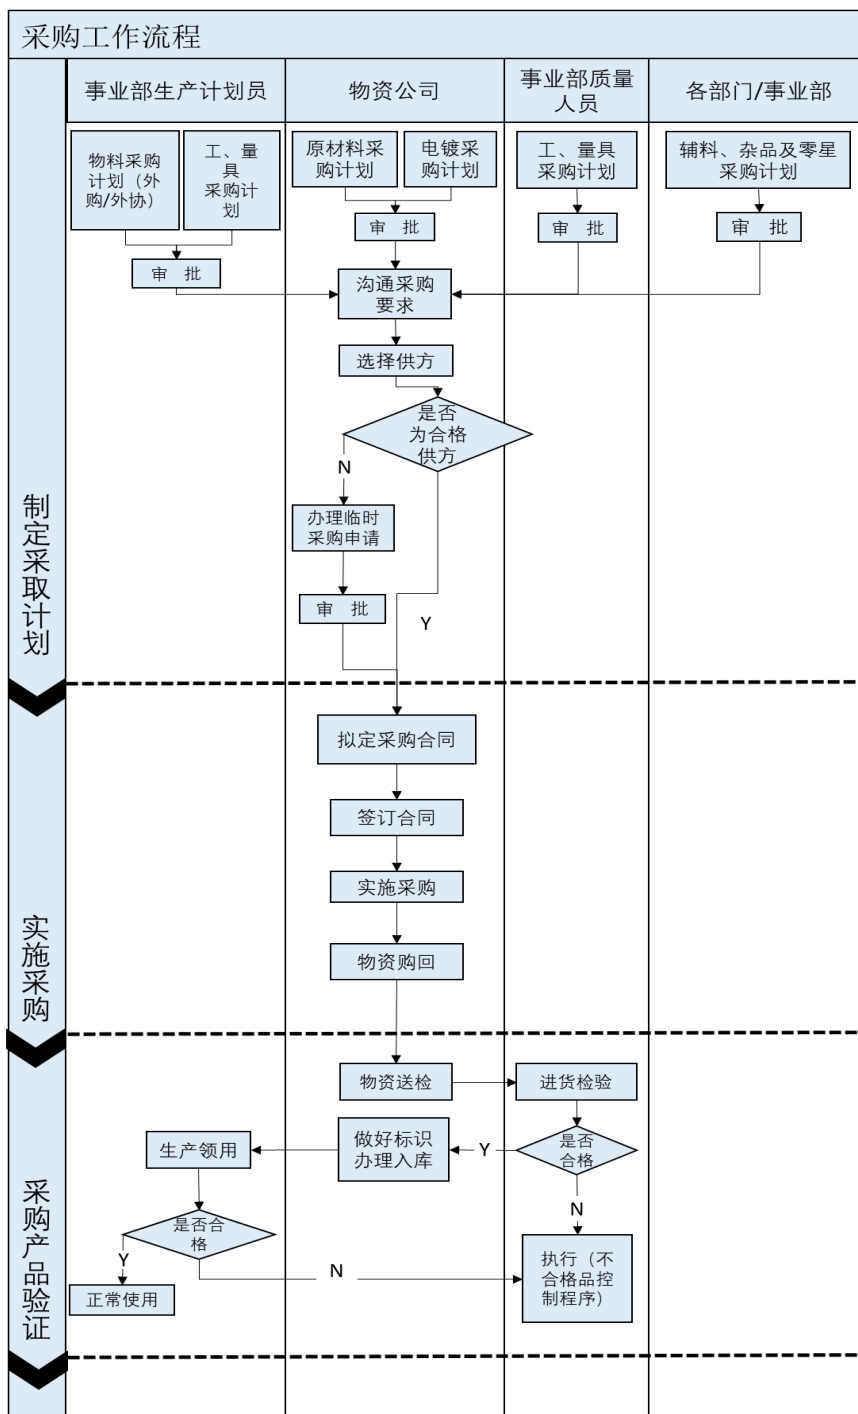 采购工作流程
事业部生产计划员
物资公司
事业部质量
人员
各部门/事业部
物料采购
计划（外
购/外协）
工、量
具
采购计
划
原材料采
购计划
电镀采
购计划
工、量具
采购计划
辅料、杂品及零星
采购计划
审 批
审 批
审 批
审 批
沟通采购
要求
选择供方
是否
为合格
供方
N
办理临时
采购申请
审 批
Y
制定采取计划
拟定采购合同
签订合同
实施采购
物资购回
实施采购
物资送检
进货检验
是否
合格
Y
做好标识
办理入库
生产领用
N
是否合
格
Y
N
正常使用
执行（不
合格品控
制程序）
采购产品验证